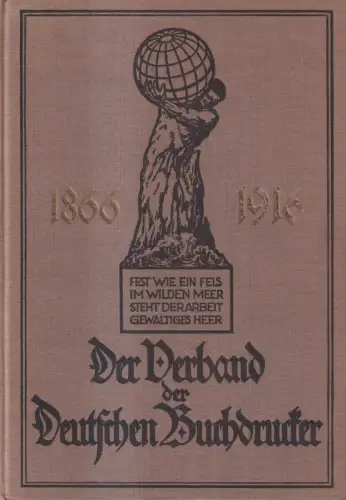 1866 1916
FEST WIE EIN FELS
IM WILDEN MEER
STEHT DER ARBEIT
GEWALTIGES HEER
Der Verband
der
Deutſchen Buchdrucker